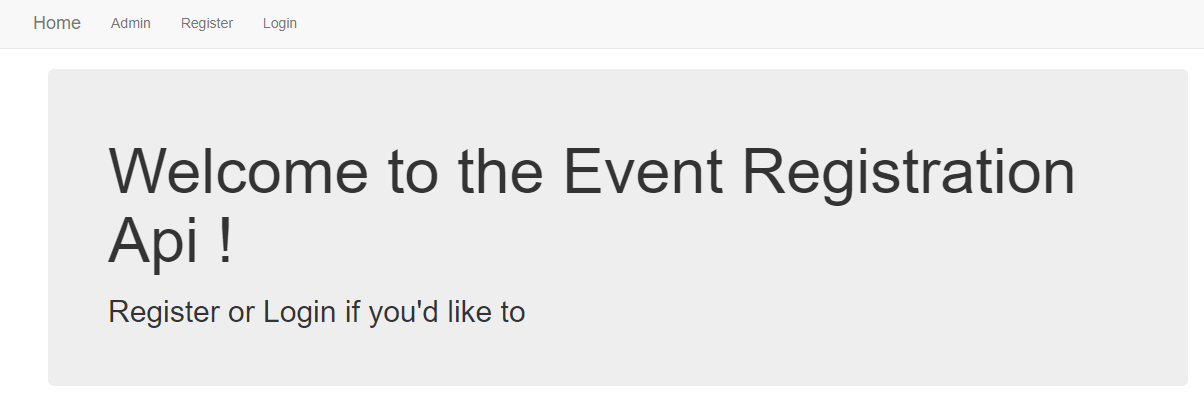 Home Admin Register Login
Welcome to the Event Registration
Api !
Register or Login if you'd like to